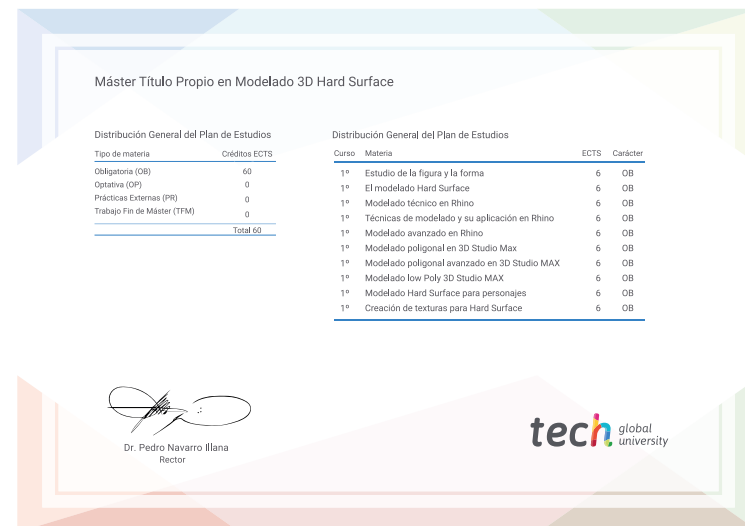 Máster Título Propio en Modelado 3D Hard Surface
Distribución General del Plan de Estudios
Tipo de materia Créditos ECTS
Obligatoria (OB) 60
Optativa (OP) 0
Prácticas Externas (PR) 0
Trabajo Fin de Máster (TFM) 0
Total 60
Distribución General del Plan de Estudios
Curso Materia ECTS Carácter
1º Estudio de la figura y la forma 6 OB
1º El modelado Hard Surface 6 OB
1º Modelado técnico en Rhino 6 OB
1º Técnicas de modelado y su aplicación en Rhino 6 OB
1º Modelado avanzado en Rhino 6 OB
1º Modelado poligonal en 3D Studio Max 6 OB
1º Modelado poligonal avanzado en 3D Studio MAX 6 OB
1º Modelado low Poly 3D Studio MAX 6 OB
1º Modelado Hard Surface para personajes 6 OB
1º Creación de texturas para Hard Surface 6 OB
Dr. Pedro Navarro Illana
Rector
tech global
university